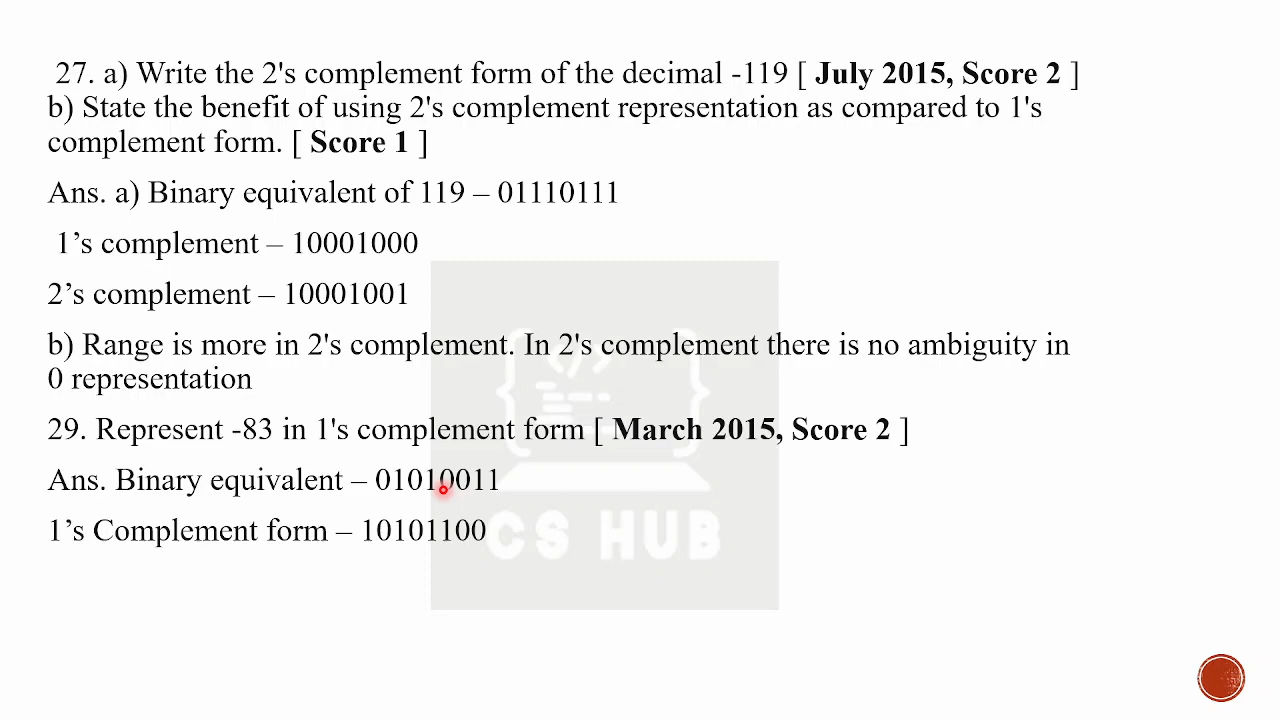 27. a) Write the 2's complement form of the decimal -119 [ July 2015, Score 2 ]
b) State the benefit of using 2's complement representation as compared to 1's
complement form. [ Score 1 ]
Ans. a) Binary equivalent of 119 – 01110111
1’s complement – 10001000
2’s complement – 10001001
b) Range is more in 2's complement. In 2's complement there is no ambiguity in
0 representation
29. Represent -83 in 1's complement form [ March 2015, Score 2 ]
Ans. Binary equivalent – 01010011
1’s Complement form – 10101100
CS HUB